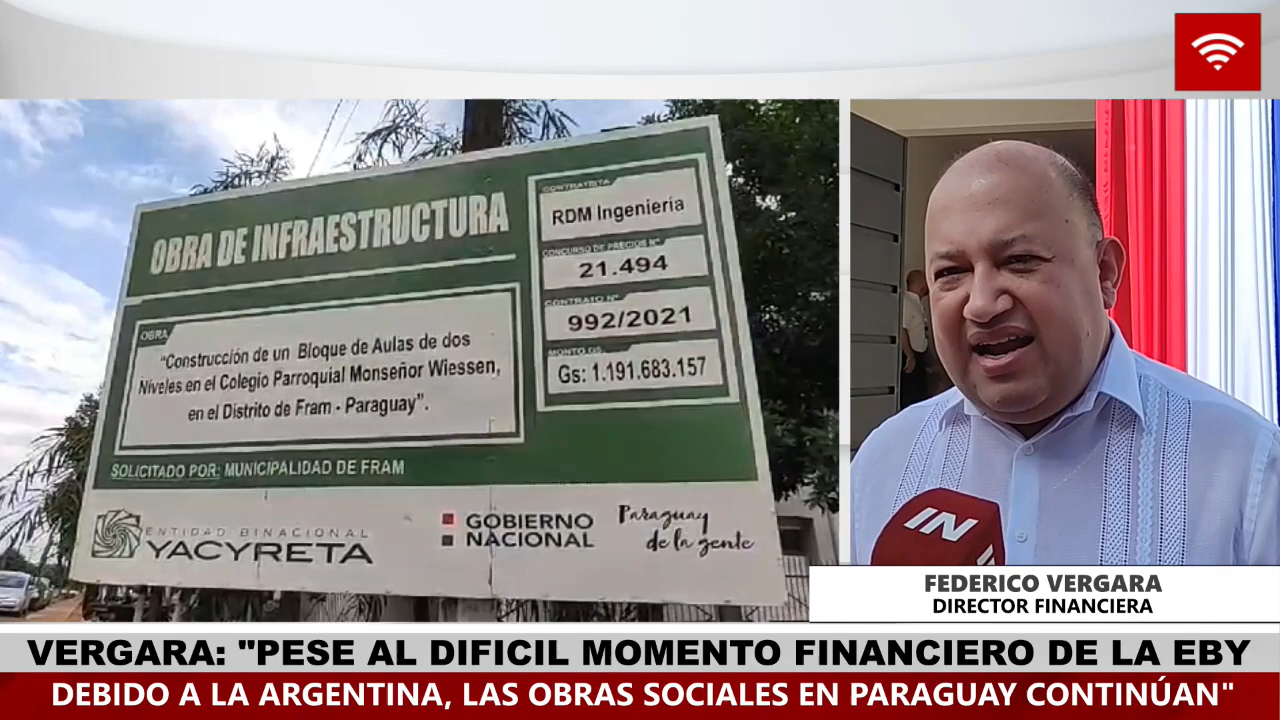 OBRA DE INFRAESTRUCTURA
OBRA
"Construcción de un Bloque de Aulas de dos
Niveles en el Colegio Parroquial Monseñor Wiessen,
en el Distrito de Fram - Paraguay".
SOLICITADO POR: MUNICIPALIDAD DE FRAM
CONTRATISTA
RDM Ingeniería
CONCURSO DE PRECIOS N°
21.494
CONTRATO N°
992/2021
MONTO GS.
Gs: 1.191.683.157
ENTIDAD BINACIONAL
YACYRETA
GOBIERNO
NACIONAL
Paraguay
de la gente
IN
FEDERICO VERGARA
DIRECTOR FINANCIERA
VERGARA: "PESE AL DIFICIL MOMENTO FINANCIERO DE LA EBY
DEBIDO A LA ARGENTINA, LAS OBRAS SOCIALES EN PARAGUAY CONTINÚAN"